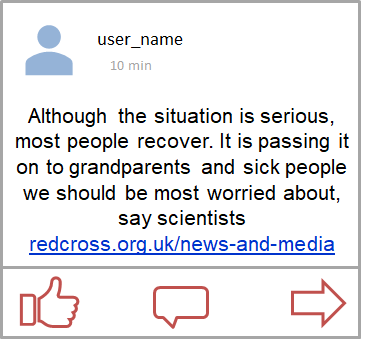 user_name
10 min
Although the situation is serious,
most people recover. It is passing it
on to grandparents and sick people
we should be most worried about,
say scientists
redcross.org.uk/news-and-media